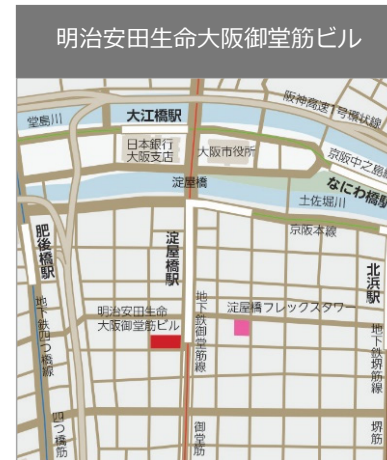 明治安田生命大阪御堂筋ビル
阪神高速1号環状線
堂島川
大江橋駅
日本銀行
大阪支店
大阪市役所
京阪中之島線
なにわ橋駅
淀屋橋
土佐堀川
京阪本線
肥後橋駅
淀屋橋駅
北浜駅
地下鉄四つ橋線
明治安田生命
大阪御堂筋ビル
地下鉄御堂筋線
淀屋橋フレックスタワー
地下鉄堺筋線
四つ橋筋
御堂筋
堺筋